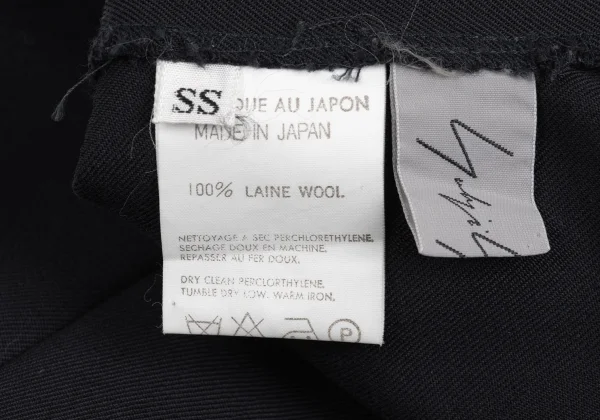 SS
QUE AU JAPON
MADE IN JAPAN
100% LAINE WOOL
NETTOYAGE A SEC PERCHLORETHYLENE.
SECHAGE DOUX EN MACHINE.
REPASSER AU FER DOUX.
DRY CLEAN PERCLORTHYLENE.
TUMBLE DRY LOW. WARM IRON.
P